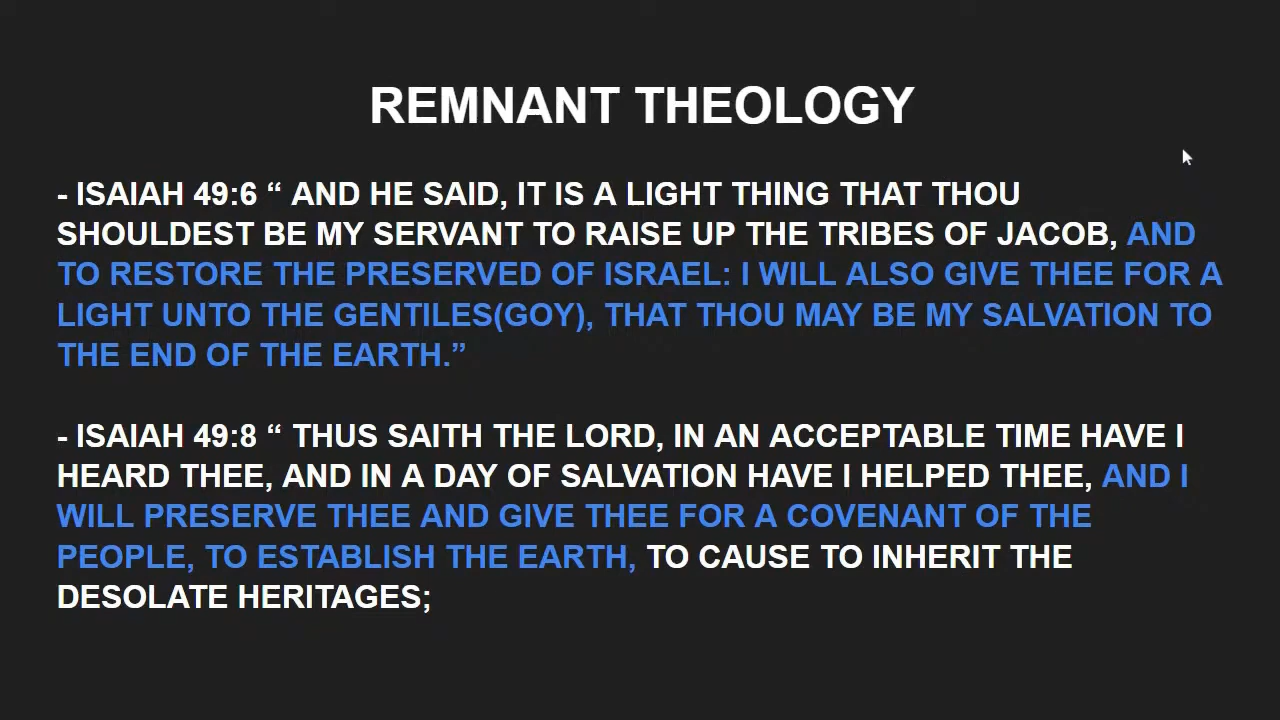 REMNANT THEOLOGY
- ISAIAH 49:6 “ AND HE SAID, IT IS A LIGHT THING THAT THOU
SHOULDEST BE MY SERVANT TO RAISE UP THE TRIBES OF JACOB, AND
TO RESTORE THE PRESERVED OF ISRAEL: I WILL ALSO GIVE THEE FOR A
LIGHT UNTO THE GENTILES(GOY), THAT THOU MAY BE MY SALVATION TO
THE END OF THE EARTH.”
- ISAIAH 49:8 “ THUS SAITH THE LORD, IN AN ACCEPTABLE TIME HAVE I
HEARD THEE, AND IN A DAY OF SALVATION HAVE I HELPED THEE, AND I
WILL PRESERVE THEE AND GIVE THEE FOR A COVENANT OF THE
PEOPLE, TO ESTABLISH THE EARTH, TO CAUSE TO INHERIT THE
DESOLATE HERITAGES;